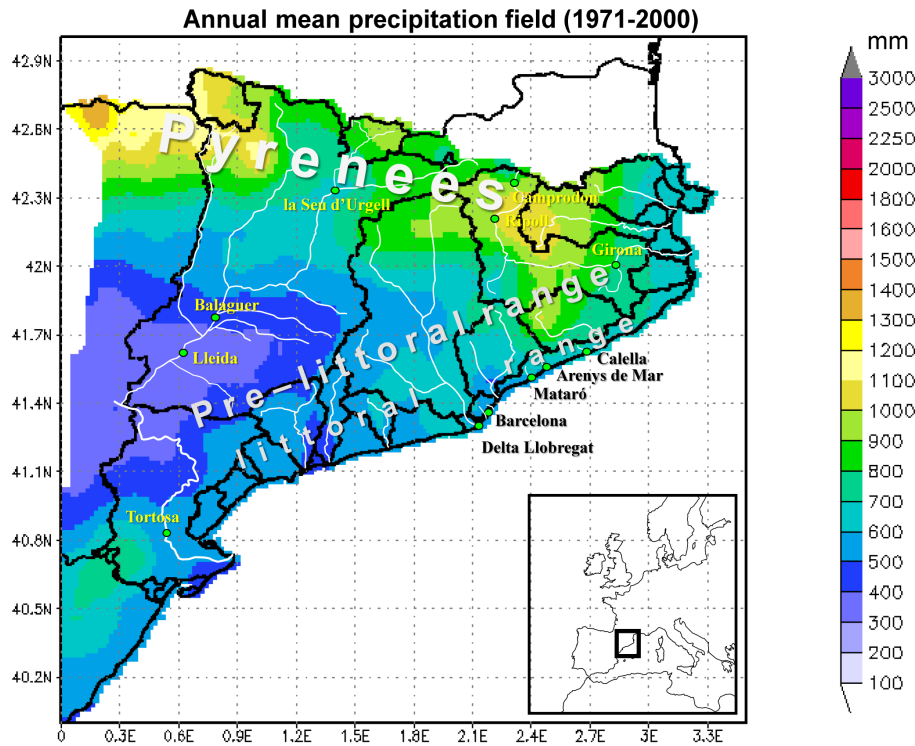 Annual mean precipitation field (1971-2000)
mm
42.9N
42.6N
42.3N
42N
41.7N
41.4N
41.1N
40.8N
40.5N
40.2N
0
0.3E
0.6E
0.9E
1.2E
1.5E
1.8E
2.1E
2.4E
2.7E
3E
3.3E
Pyrenees
la Seu d'Urgell
Camprodon
Ripoll
Girona
Balaguer
Lleida
Pre-littoral range
littoral range
Calella
Arenys de Mar
Mataró
Barcelona
Delta Llobregat
Tortosa
3000
2500
2250
2000
1800
1600
1500
1400
1300
1200
1100
1000
900
800
700
600
500
400
300
200
100